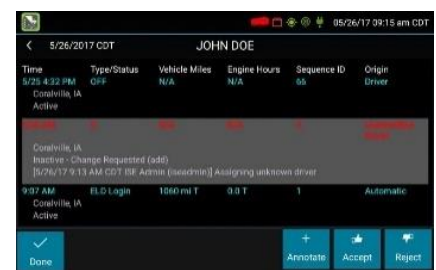 05/26/17 09:15 am CDT
5/26/2017 CDT JOHN DOE
Time Type/Status Vehicle Miles Engine Hours Sequence ID Origin
5/25 4:32 PM OFF N/A N/A 66 Driver
Coralville, IA
Active
Coralville, IA
Inactive - Change Requested (add)
[5/26/17 9:13 AM CDT ISE Admin (iseadmin)] Assigning unknown driver
9:07 AM ELD Login 1060 mi T 0.0 T 1 Automatic
Coralville, IA
Active
Done
Annotate
Accept
Reject